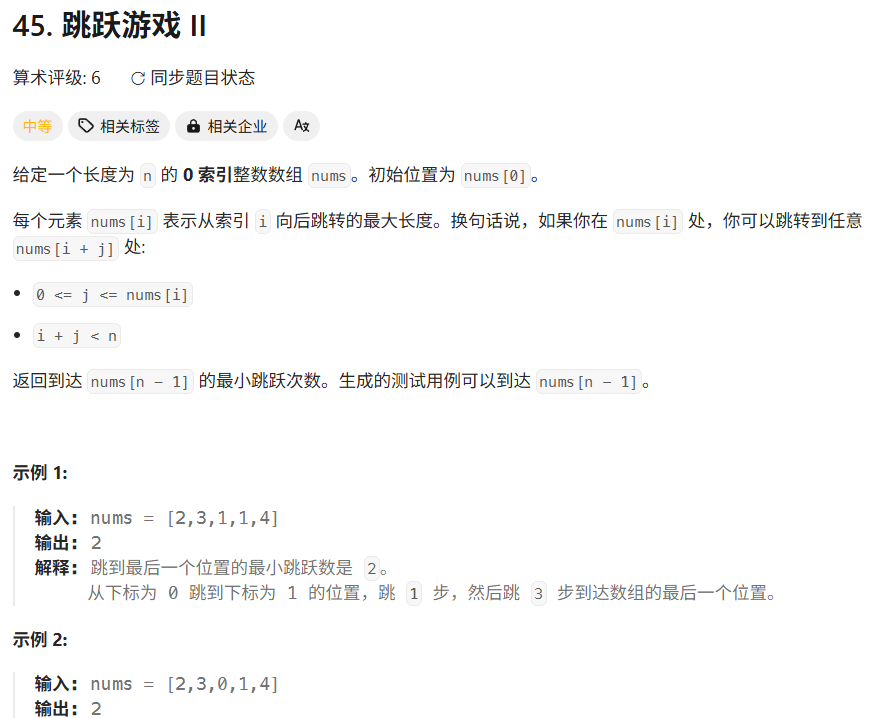 45. 跳跃游戏 II
算术评级: 6 同步题目状态
中等 相关标签 相关企业
给定一个长度为 n 的 0 索引整数数组 nums。初始位置为 nums[0]。
每个元素 nums[i] 表示从索引 i 向后跳转的最大长度。换句话说，如果你在 nums[i] 处，你可以跳转到任意
nums[i + j] 处:
• 0 <= j <= nums[i]
• i + j < n
返回到达 nums[n - 1] 的最小跳跃次数。生成的测试用例可以到达 nums[n - 1]。
示例 1:
输入: nums = [2,3,1,1,4]
输出: 2
解释: 跳到最后一个位置的最小跳跃数是 2。
从下标为 0 跳到下标为 1 的位置，跳 1 步，然后跳 3 步到达数组的最后一个位置。
示例 2:
输入: nums = [2,3,0,1,4]
输出: 2